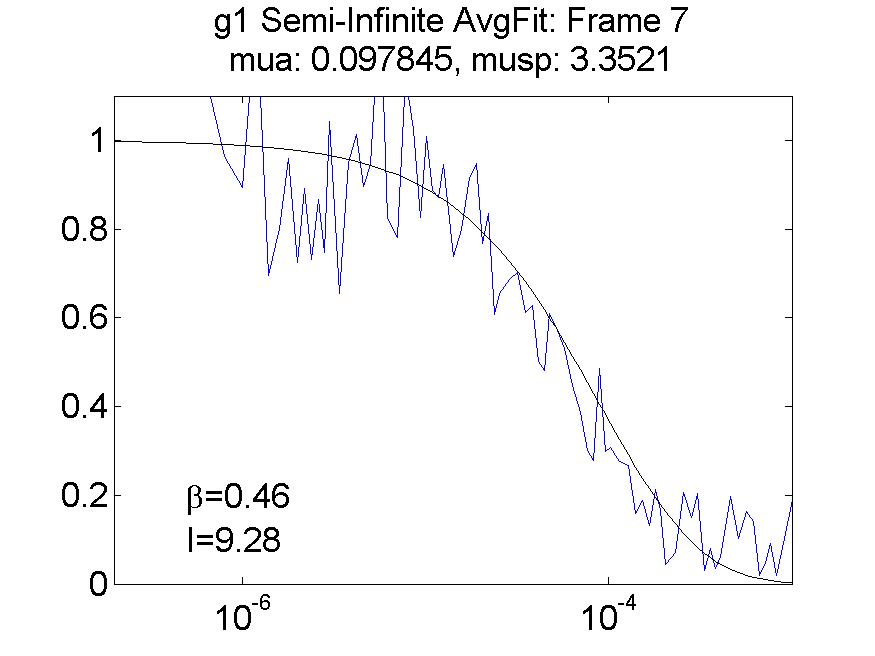 g1 Semi-Infinite AvgFit: Frame 7
mua: 0.097845, musp: 3.3521
1
0.8
0.6
0.4
0.2
0
β=0.46
I=9.28
10^-6
10^-4